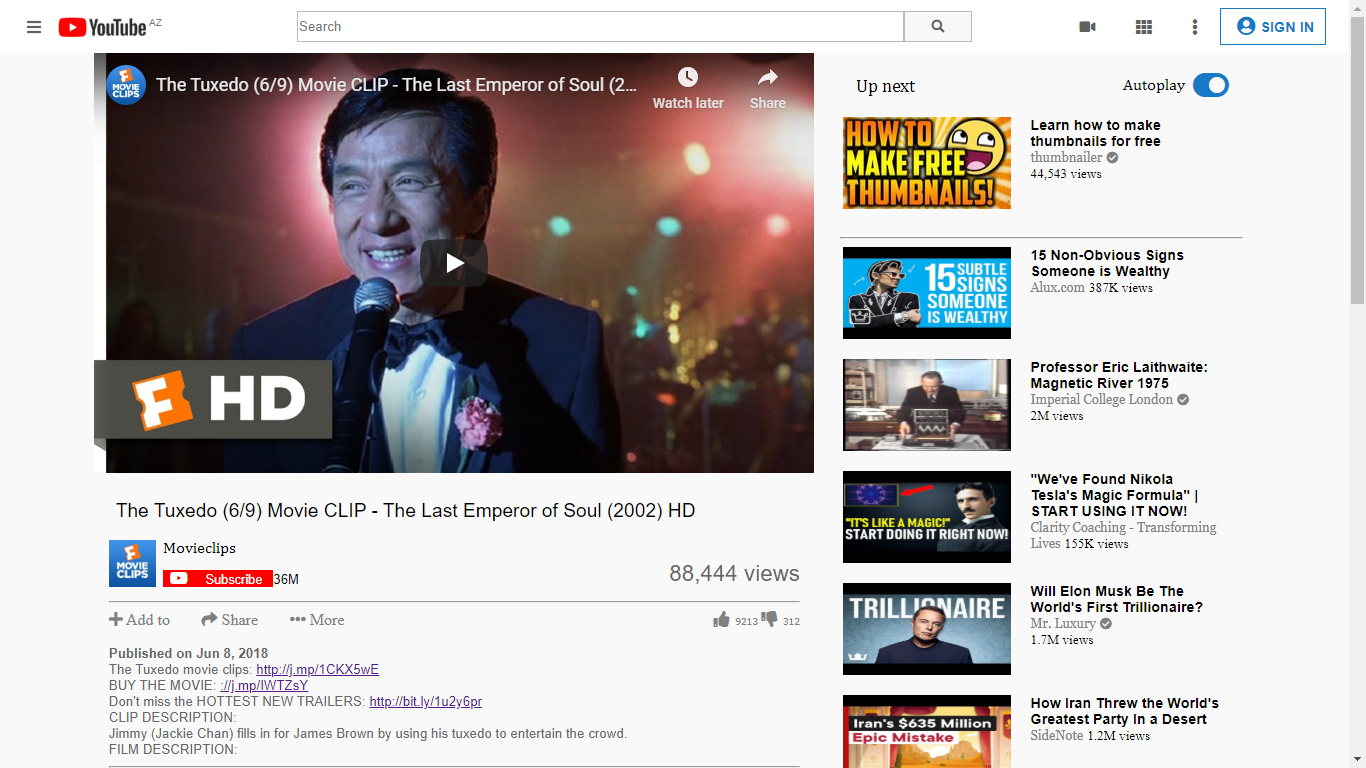 YouTube AZ
Search
SIGN IN
MOVIE CLIPS
The Tuxedo (6/9) Movie CLIP - The Last Emperor of Soul (2...
Watch later
Share
HD
The Tuxedo (6/9) Movie CLIP - The Last Emperor of Soul (2002) HD
MOVIE CLIPS
Movieclips
Subscribe 36M
88,444 views
Add to
Share
More
9213
312
Published on Jun 8, 2018
The Tuxedo movie clips: http://j.mp/1CKX5wE
BUY THE MOVIE: ://j.mp/lWTZsY
Don't miss the HOTTEST NEW TRAILERS: http://bit.ly/1u2y6pr
CLIP DESCRIPTION:
Jimmy (Jackie Chan) fills in for James Brown by using his tuxedo to entertain the crowd.
FILM DESCRIPTION:
Up next
Autoplay
HOW TO
MAKE FREE
THUMBNAILS!
Learn how to make
thumbnails for free
thumbnailer
44,543 views
15 SUBTLE
SIGNS
SOMEONE
IS WEALTHY
15 Non-Obvious Signs
Someone is Wealthy
Alux.com 387K views
Professor Eric Laithwaite:
Magnetic River 1975
Imperial College London
2M views
"IT'S LIKE A MAGIC!"
START DOING IT RIGHT NOW!
"We've Found Nikola
Tesla's Magic Formula" |
START USING IT NOW!
Clarity Coaching - Transforming
Lives 155K views
TRILLIONAIRE
Will Elon Musk Be The
World's First Trillionaire?
Mr. Luxury
1.7M views
Iran's $635 Million
Epic Mistake
How Iran Threw the World's
Greatest Party in a Desert
SideNote 1.2M views